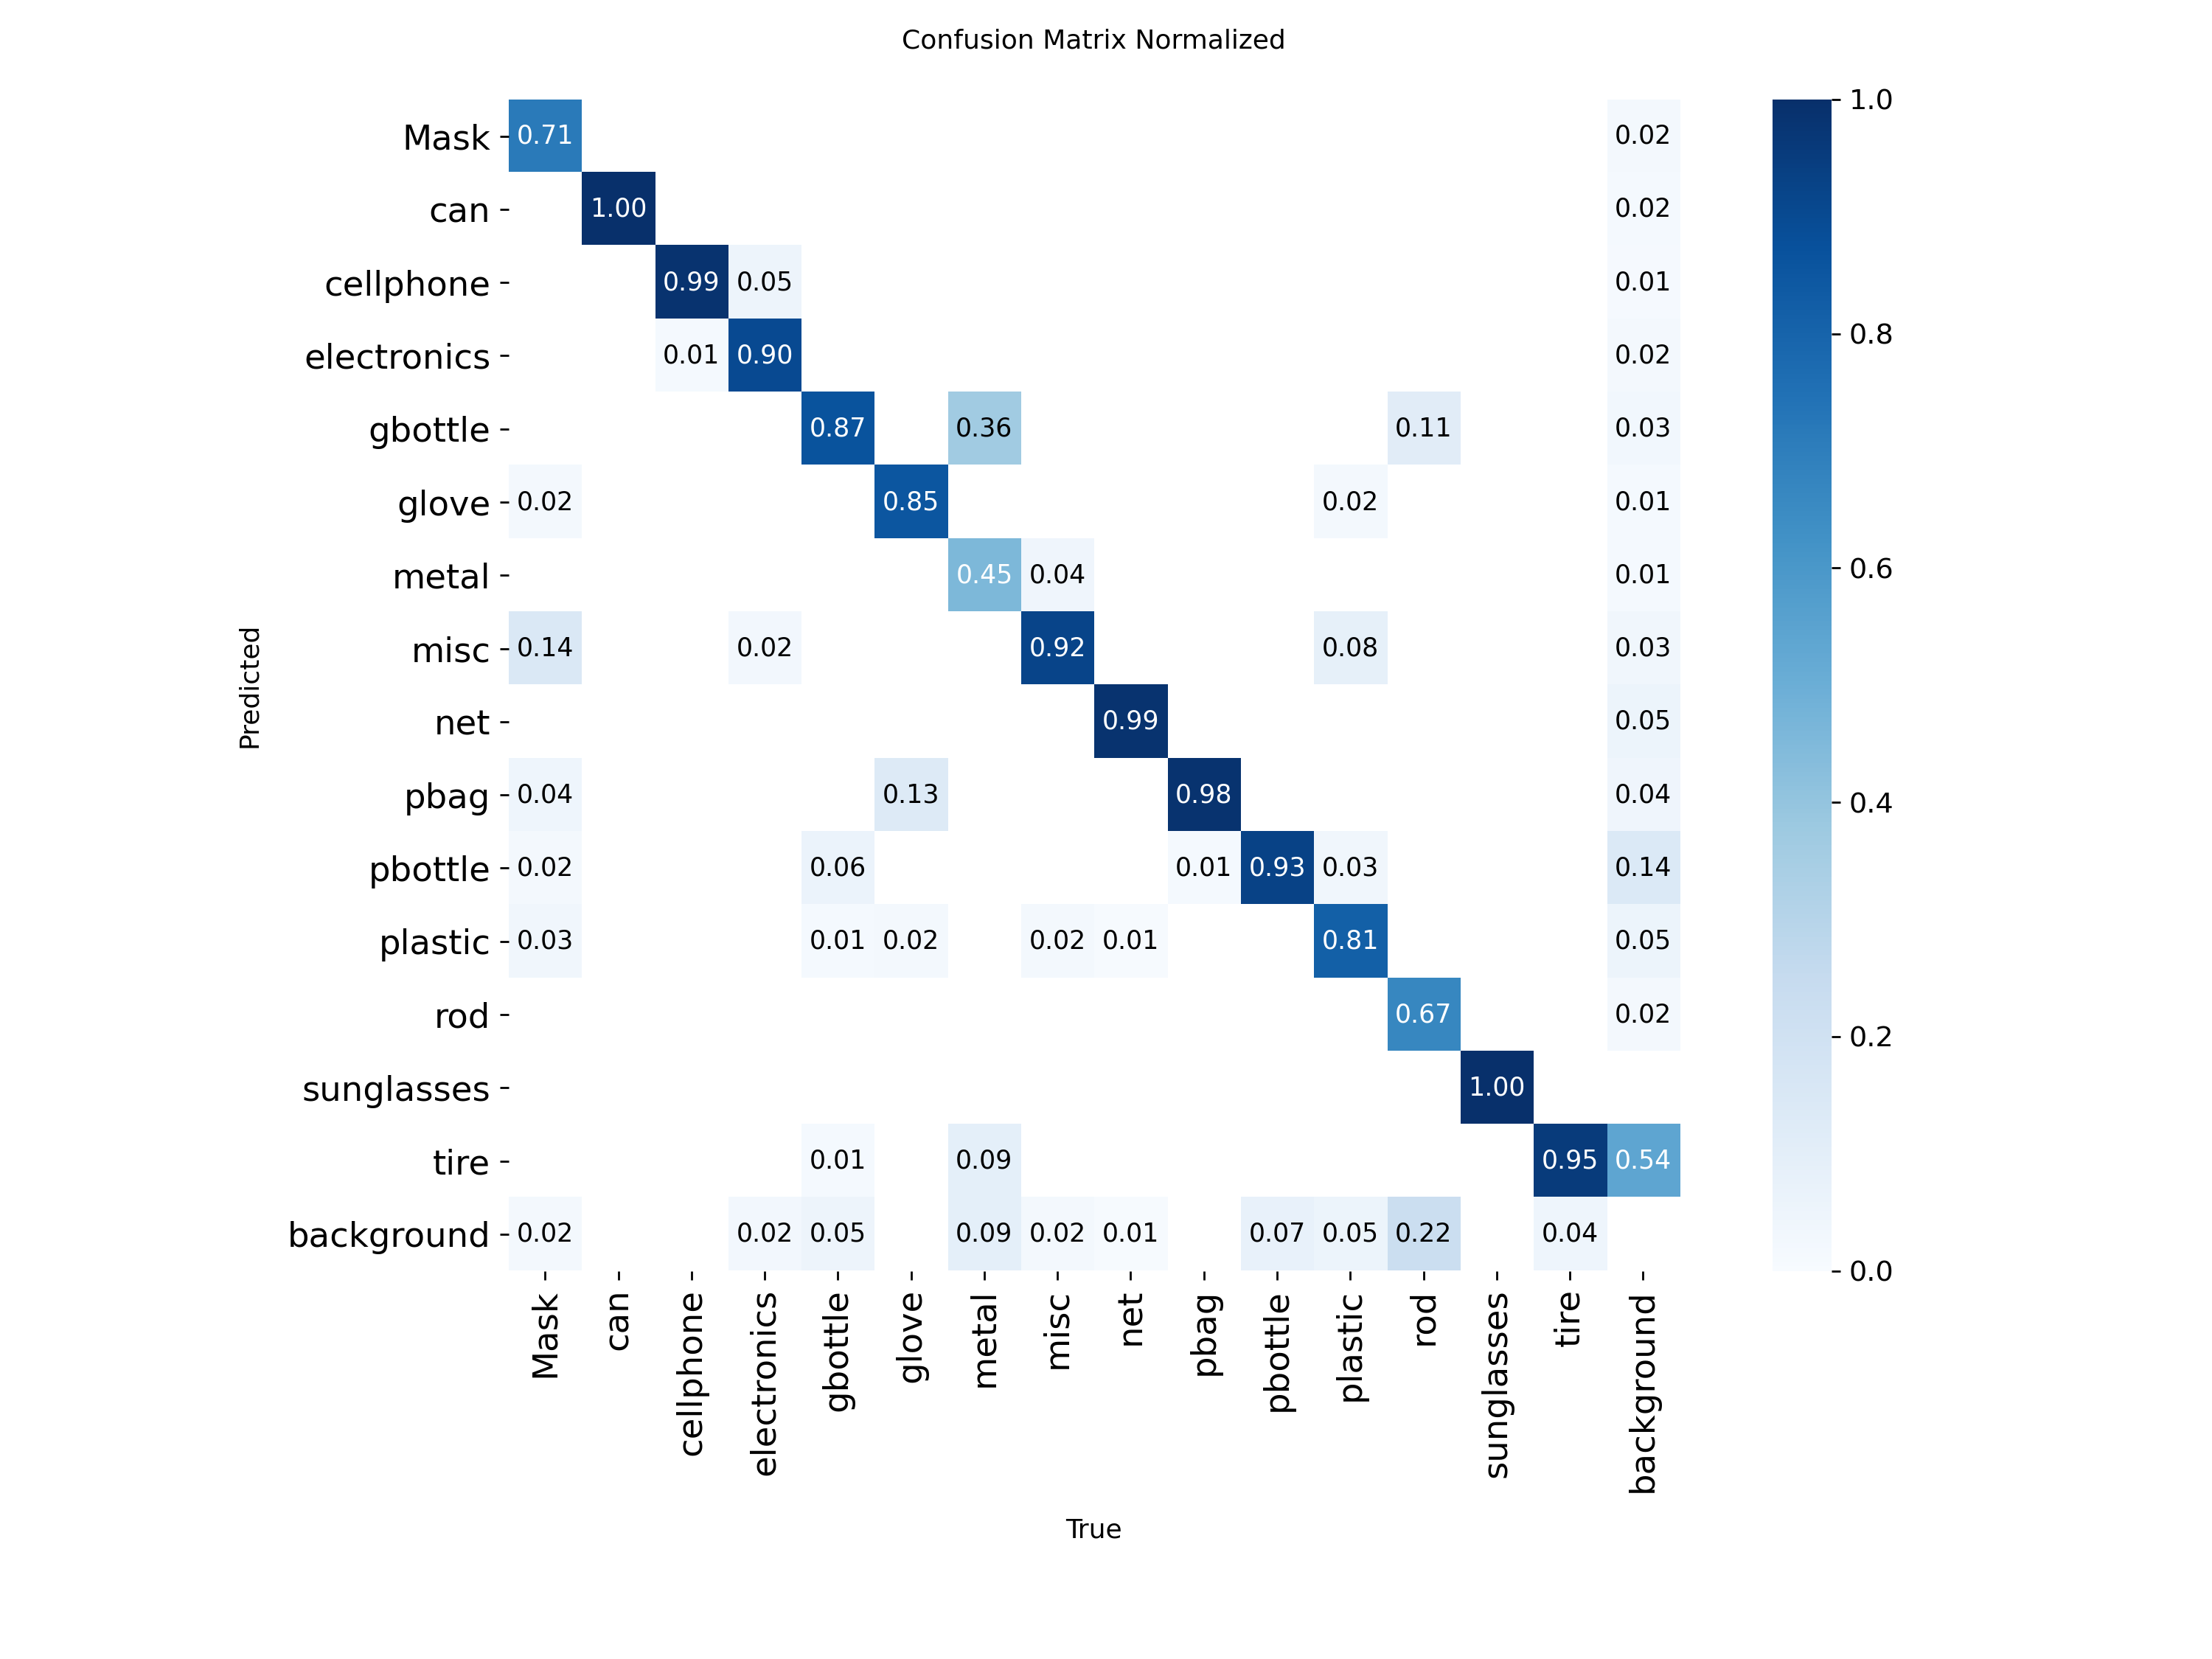 Confusion Matrix Normalized
Mask 0.71 0.02 1.0
can 1.00 0.02
cellphone 0.99 0.05 0.01
0.8
electronics 0.01 0.90 0.02
gbottle 0.87 0.36 0.11 0.03
glove 0.02 0.85 0.02 0.01
metal 0.45 0.04 0.01
0.6
misc 0.14 0.02 0.92 0.08 0.03
Predicted
net 0.99 0.05
pbag 0.04 0.13 0.98 0.04
0.4
pbottle 0.02 0.06 0.01 0.93 0.03 0.14
plastic 0.03 0.01 0.02 0.02 0.01 0.81 0.05
rod 0.67 0.02
0.2
sunglasses 1.00
tire 0.01 0.09 0.95 0.54
background 0.02 0.02 0.05 0.09 0.02 0.01 0.07 0.05 0.22 0.04
0.0
Mask can cellphone electronics gbottle glove metal misc net pbag pbottle plastic rod sunglasses tire background
True